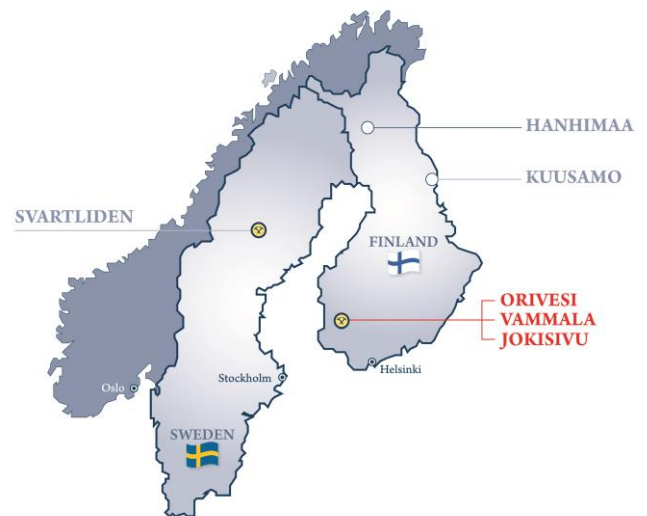 HANHIMAA
KUUSAMO
SVARTLIDEN
FINLAND
ORIVESI
VAMMALA
JOKISIVU
Helsinki
Stockholm
Oslo
SWEDEN